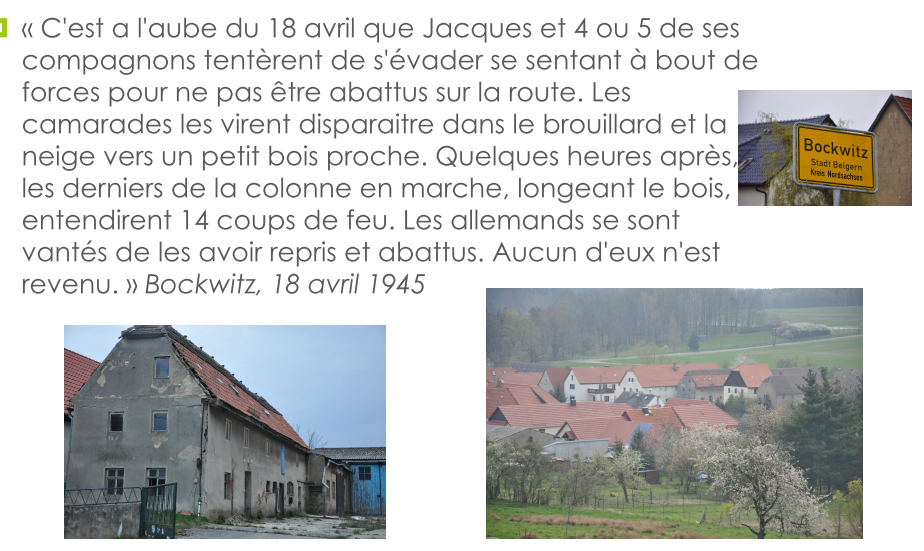 « C'est a l'aube du 18 avril que Jacques et 4 ou 5 de ses
compagnons tentèrent de s'évader se sentant à bout de
forces pour ne pas être abattus sur la route. Les
camarades les virent disparaitre dans le brouillard et la
neige vers un petit bois proche. Quelques heures après,
les derniers de la colonne en marche, longeant le bois,
entendirent 14 coups de feu. Les allemands se sont
vantés de les avoir repris et abattus. Aucun d'eux n'est
revenu. » Bockwitz, 18 avril 1945
Bockwitz
Stadt Belgern
Kreis Nordsachsen